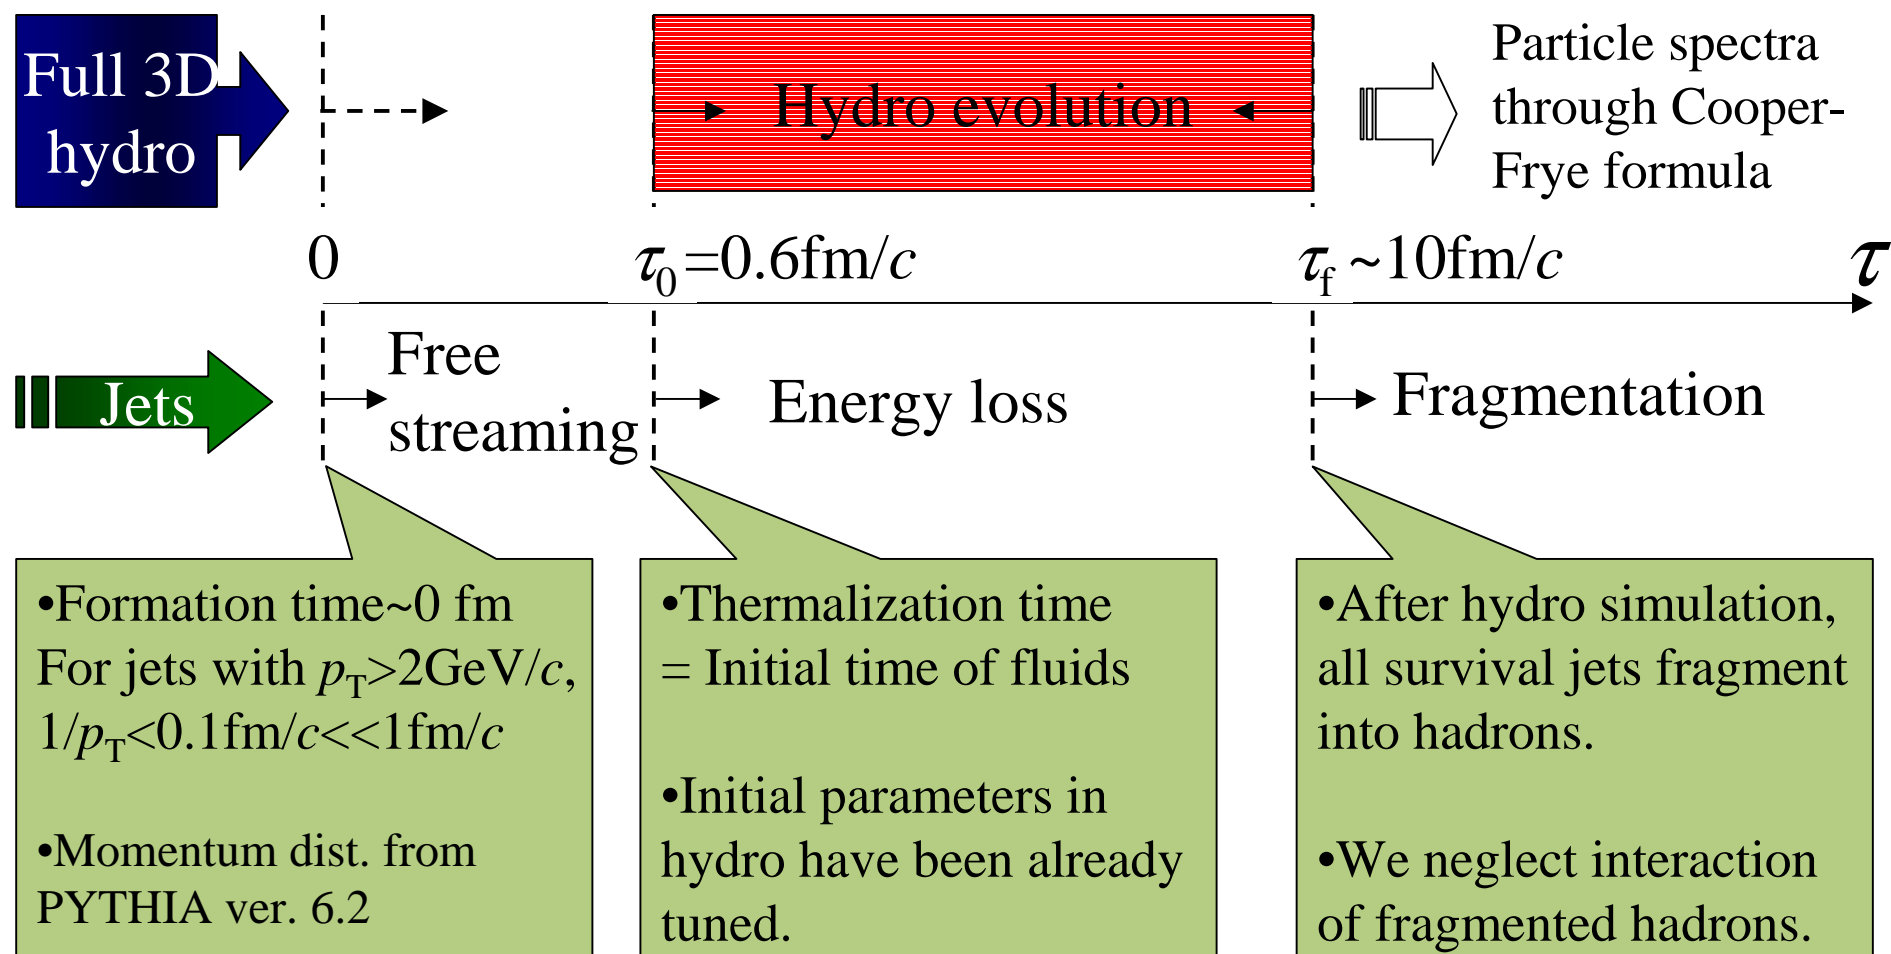 Full 3D
hydro
Hydro evolution
Particle spectra
through Cooper-
Frye formula
0
τ0=0.6fm/c
τf ~10fm/c
τ
Jets
Free
streaming
Energy loss
Fragmentation
•Formation time~0 fm
For jets with pT>2GeV/c,
1/pT<0.1fm/c<<1fm/c
•Momentum dist. from
PYTHIA ver. 6.2
•Thermalization time
= Initial time of fluids
•Initial parameters in
hydro have been already
tuned.
•After hydro simulation,
all survival jets fragment
into hadrons.
•We neglect interaction
of fragmented hadrons.